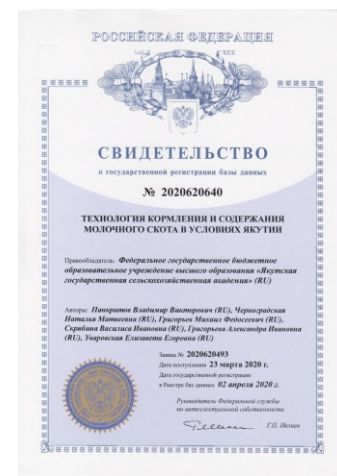 РОССИЙСКАЯ ФЕДЕРАЦИЯ
СВИДЕТЕЛЬСТВО
о государственной регистрации базы данных
№ 2020620640
ТЕХНОЛОГИЯ КОРМЛЕНИЯ И СОДЕРЖАНИЯ
МОЛОЧНОГО СКОТА В УСЛОВИЯХ ЯКУТИИ
Правообладатель: Федеральное государственное бюджетное
образовательное учреждение высшего образования «Якутская
государственная сельскохозяйственная академия» (RU)
Авторы: Панкратов Владимир Викторович (RU), Черноградская
Наталья Матвеевна (RU), Григорьев Михаил Федосеевич (RU),
Скрябина Василиса Ивановна (RU), Григорьева Александра Ивановна
(RU), Уваровская Елизавета Егоровна (RU)
Заявка № 2020620493
Дата поступления 23 марта 2020 г.
Дата государственной регистрации
в Реестре баз данных 02 апреля 2020 г.
Руководитель Федеральной службы
по интеллектуальной собственности
Г.П. Ивлиев